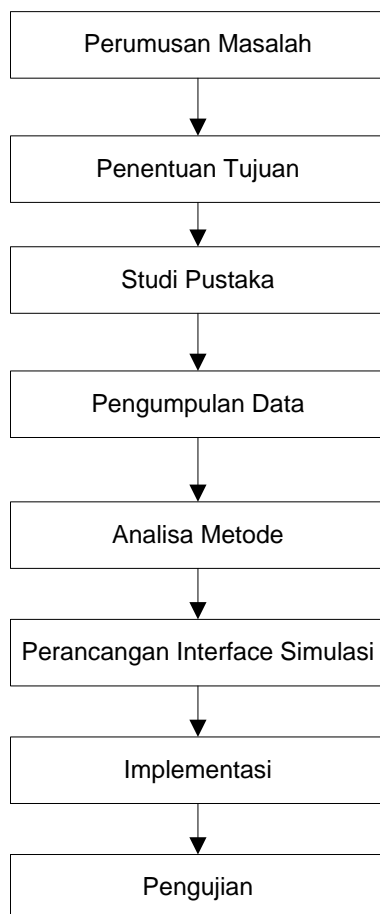 Perumusan Masalah
Penentuan Tujuan
Studi Pustaka
Pengumpulan Data
Analisa Metode
Perancangan Interface Simulasi
Implementasi
Pengujian